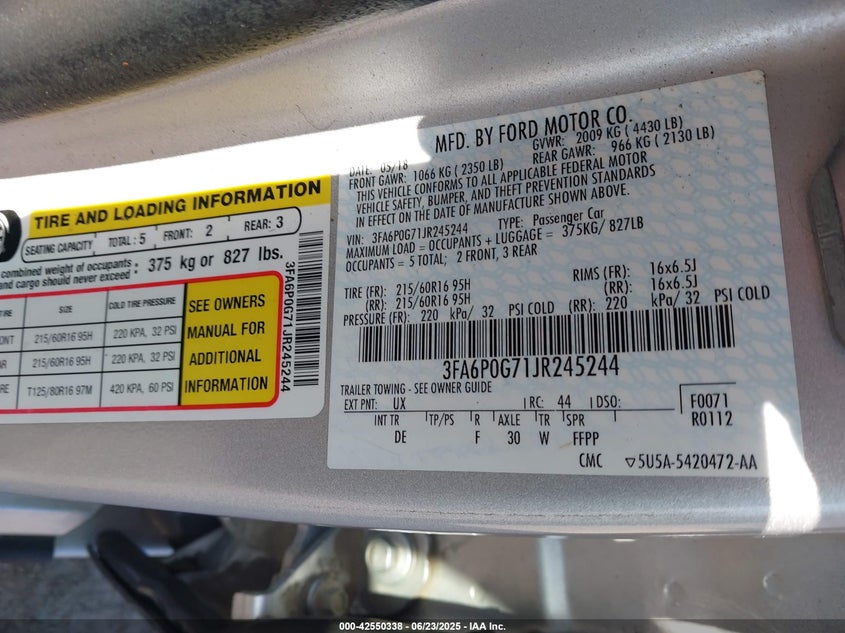 TIRE AND LOADING INFORMATION
SEATING CAPACITY TOTAL : 5 FRONT: 2 REAR: 3
combined weight of occupants and cargo should never exceed : 375 kg or 827 lbs.
SIZE COLD TIRE PRESSURE
215/60R16 95H 220 KPA, 32 PSI
215/60R16 95H 220 KPA, 32 PSI
T125/80R16 97M 420 KPA, 60 PSI
SEE OWNERS
MANUAL FOR
ADDITIONAL
INFORMATION
3FA6P0G71JR245244
MFD. BY FORD MOTOR CO.
DATE: 05/18 GVWR: 2009 KG ( 4430 LB)
FRONT GAWR: 1066 KG ( 2350 LB) REAR GAWR: 966 KG ( 2130 LB)
THIS VEHICLE CONFORMS TO ALL APPLICABLE FEDERAL MOTOR
VEHICLE SAFETY, BUMPER, AND THEFT PREVENTION STANDARDS
IN EFFECT ON THE DATE OF MANUFACTURE SHOWN ABOVE.
VIN: 3FA6P0G71JR245244 TYPE: Passenger Car
MAXIMUM LOAD = OCCUPANTS + LUGGAGE = 375KG/ 827LB
OCCUPANTS = 5 TOTAL; 2 FRONT, 3 REAR
TIRE (FR): 215/60R16 95H RIMS (FR): 16x6.5J
(RR): 215/60R16 95H (RR): 16x6.5J
PRESSURE (FR): 220 kPa/ 32 PSI COLD (RR): 220 kPa/ 32 PSI COLD
3FA6P0G71JR245244
TRAILER TOWING - SEE OWNER GUIDE
EXT PNT: UX RC: 44 DSO: F0071
INT TR TP/PS R AXLE TR SPR R0112
DE F 30 W FFPP
CMC ▽5U5A-5420472-AA
000-42550338 - 06/23/2025 - IAA Inc.